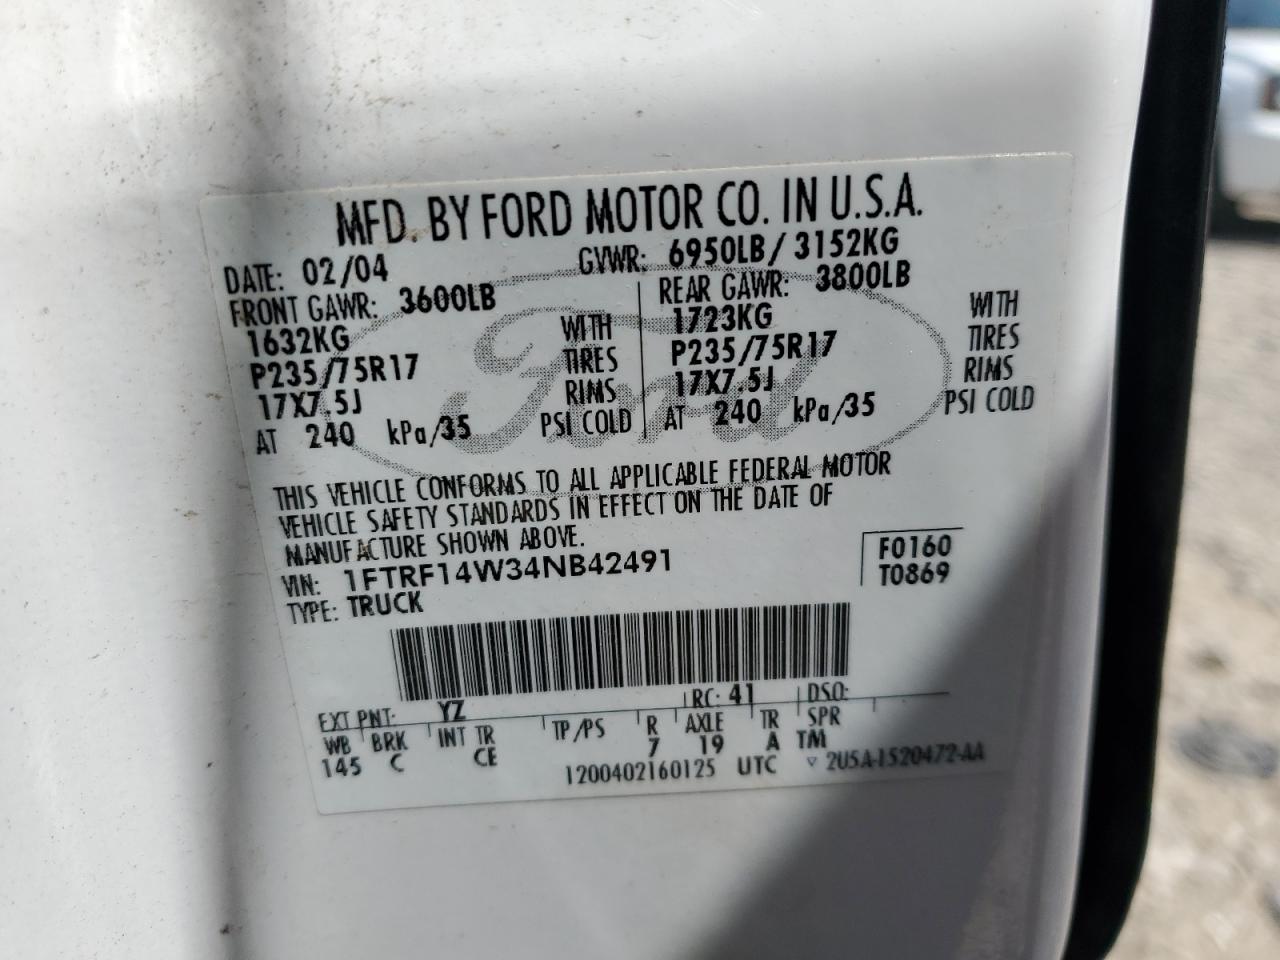 MFD. BY FORD MOTOR CO. IN U.S.A.
DATE: 02/04 GVWR: 6950LB/ 3152KG
FRONT GAWR: 3600LB REAR GAWR: 3800LB
1632KG WITH 1723KG WITH
P235/75R17 TIRES P235/75R17 TIRES
17X7.5J RIMS 17X7.5J RIMS
AT 240 kPa/35 PSI COLD AT 240 kPa/35 PSI COLD
Ford
THIS VEHICLE CONFORMS TO ALL APPLICABLE FEDERAL MOTOR
VEHICLE SAFETY STANDARDS IN EFFECT ON THE DATE OF
MANUFACTURE SHOWN ABOVE.
VIN: 1FTRF14W34NB42491 F0160
TYPE: TRUCK T0869
EXT PNT: YZ RC: 41 DSO:
WB BRK INT TR TP/PS R AXLE TR SPR
145 C CE 7 19 A TM
1200402160125 UTC ▽ 2U5A-1520472-AA